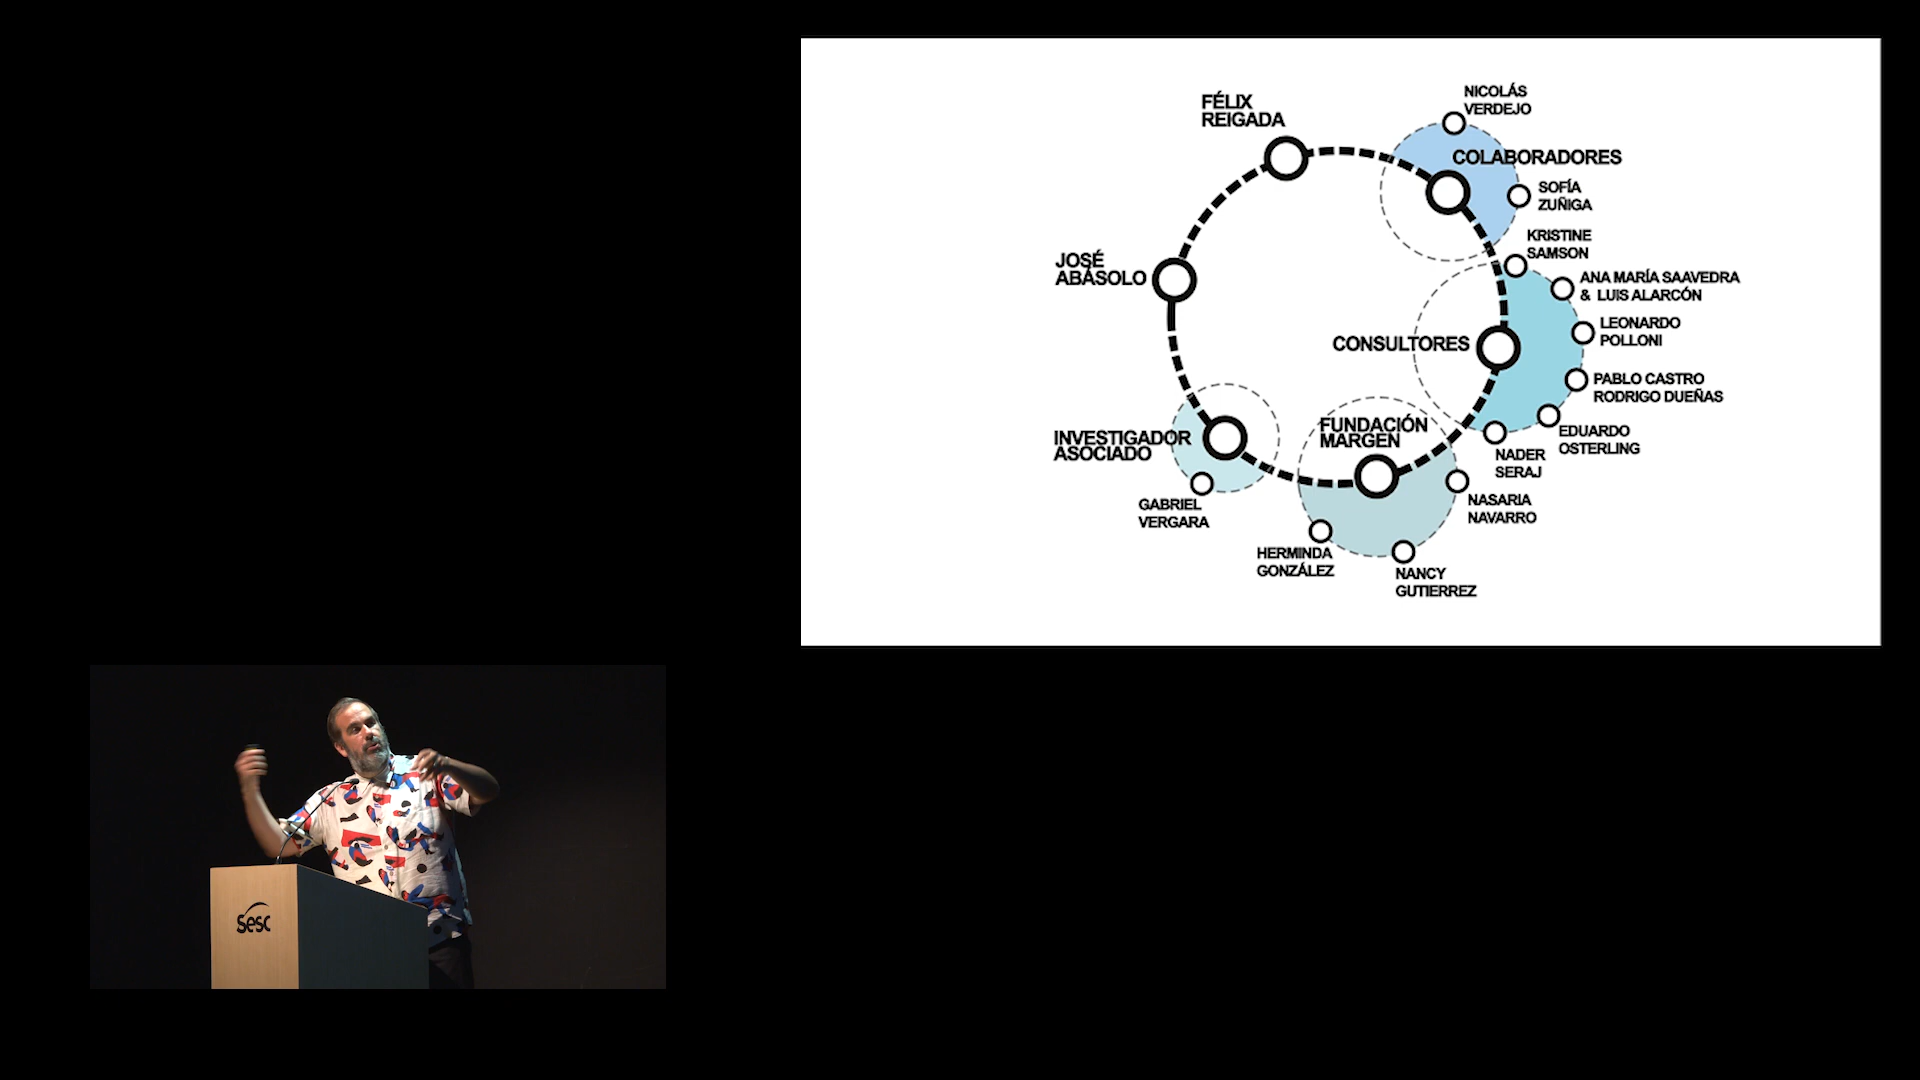 NICOLÁS
VERDEJO
FÉLIX
REIGADA
COLABORADORES
SOFÍA
ZUÑIGA
KRISTINE
SAMSON
JOSÉ
ABÁSOLO
ANA MARÍA SAAVEDRA
& LUIS ALARCÓN
LEONARDO
POLLONI
CONSULTORES
PABLO CASTRO
RODRIGO DUEÑAS
FUNDACIÓN
MARGEN
EDUARDO
OSTERLING
INVESTIGADOR
ASOCIADO
NADER
SERAJ
NASARIA
NAVARRO
GABRIEL
VERGARA
HERMINDA
GONZÁLEZ
NANCY
GUTIERREZ
Sesc